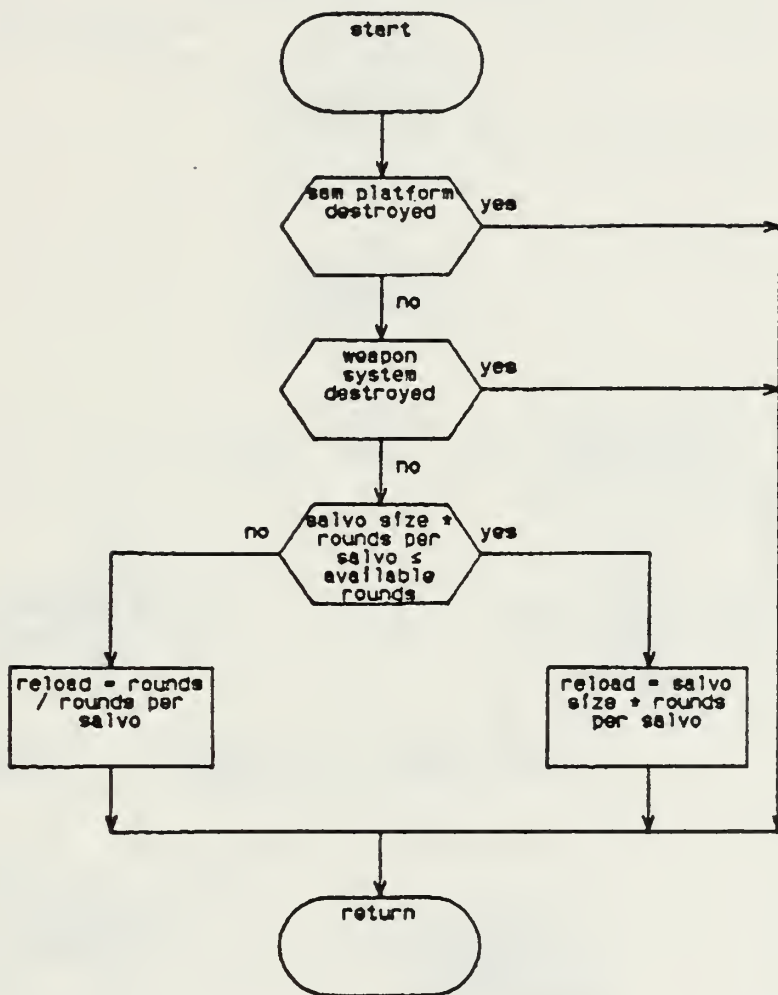 start
sam platform
destroyed
yes
no
weapon
system
destroyed
yes
no
no
salvo size *
rounds per
salvo ≤
available
rounds
yes
reload = rounds
/ rounds per
salvo
reload = salvo
size * rounds
per salvo
return